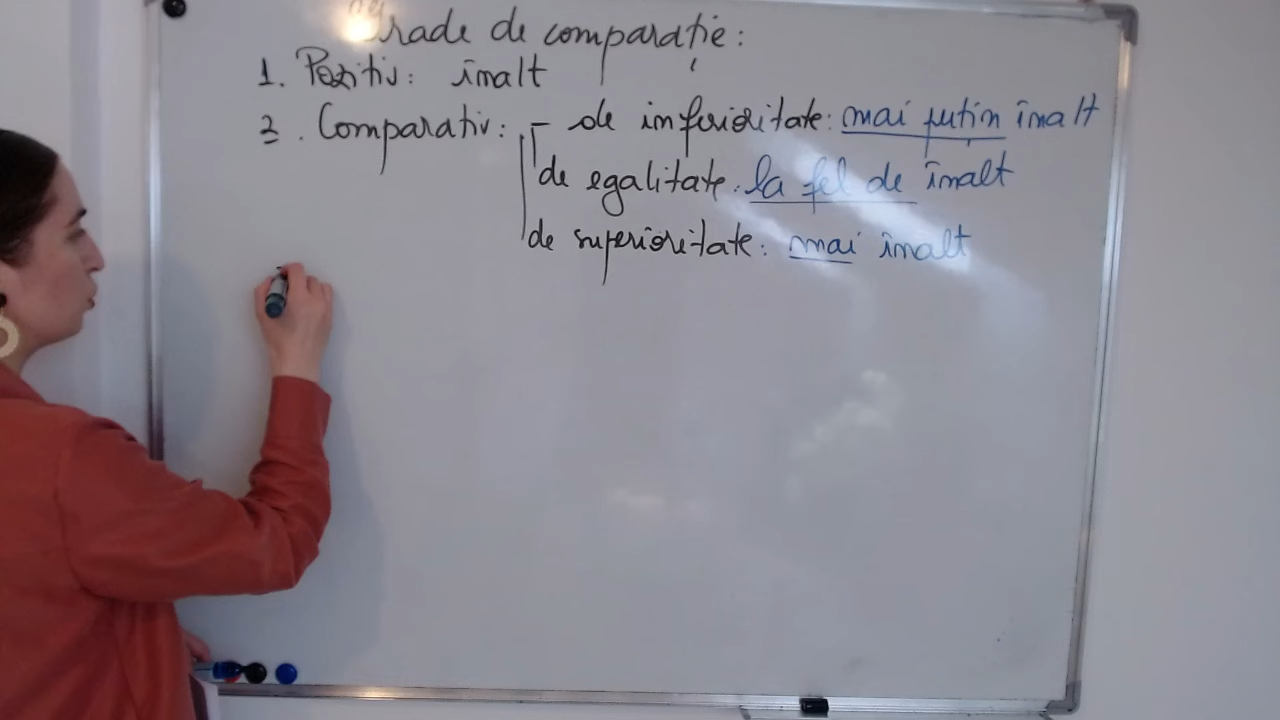 Grade de comparație:
1. Pozitiv: înalt
2. Comparativ: - de inferioritate: mai puțin înalt
de egalitate: la fel de înalt
de superioritate: mai înalt